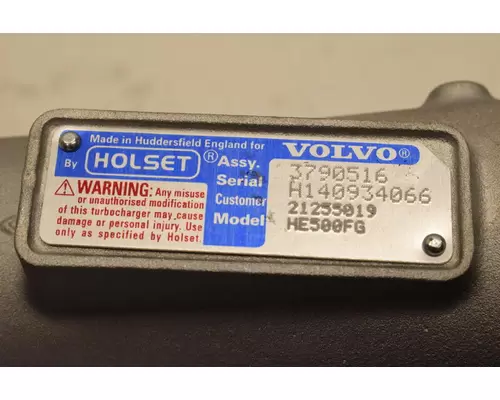 Made in Huddersfield England for VOLVO®
By HOLSET® Assy. 3790516
Serial H140934066
Customer 21255019
Model HE500FG
⚠ WARNING: Any misuse
or unauthorised modification
of this turbocharger may cause
damage or personal injury. Use
only as specified by Holset.